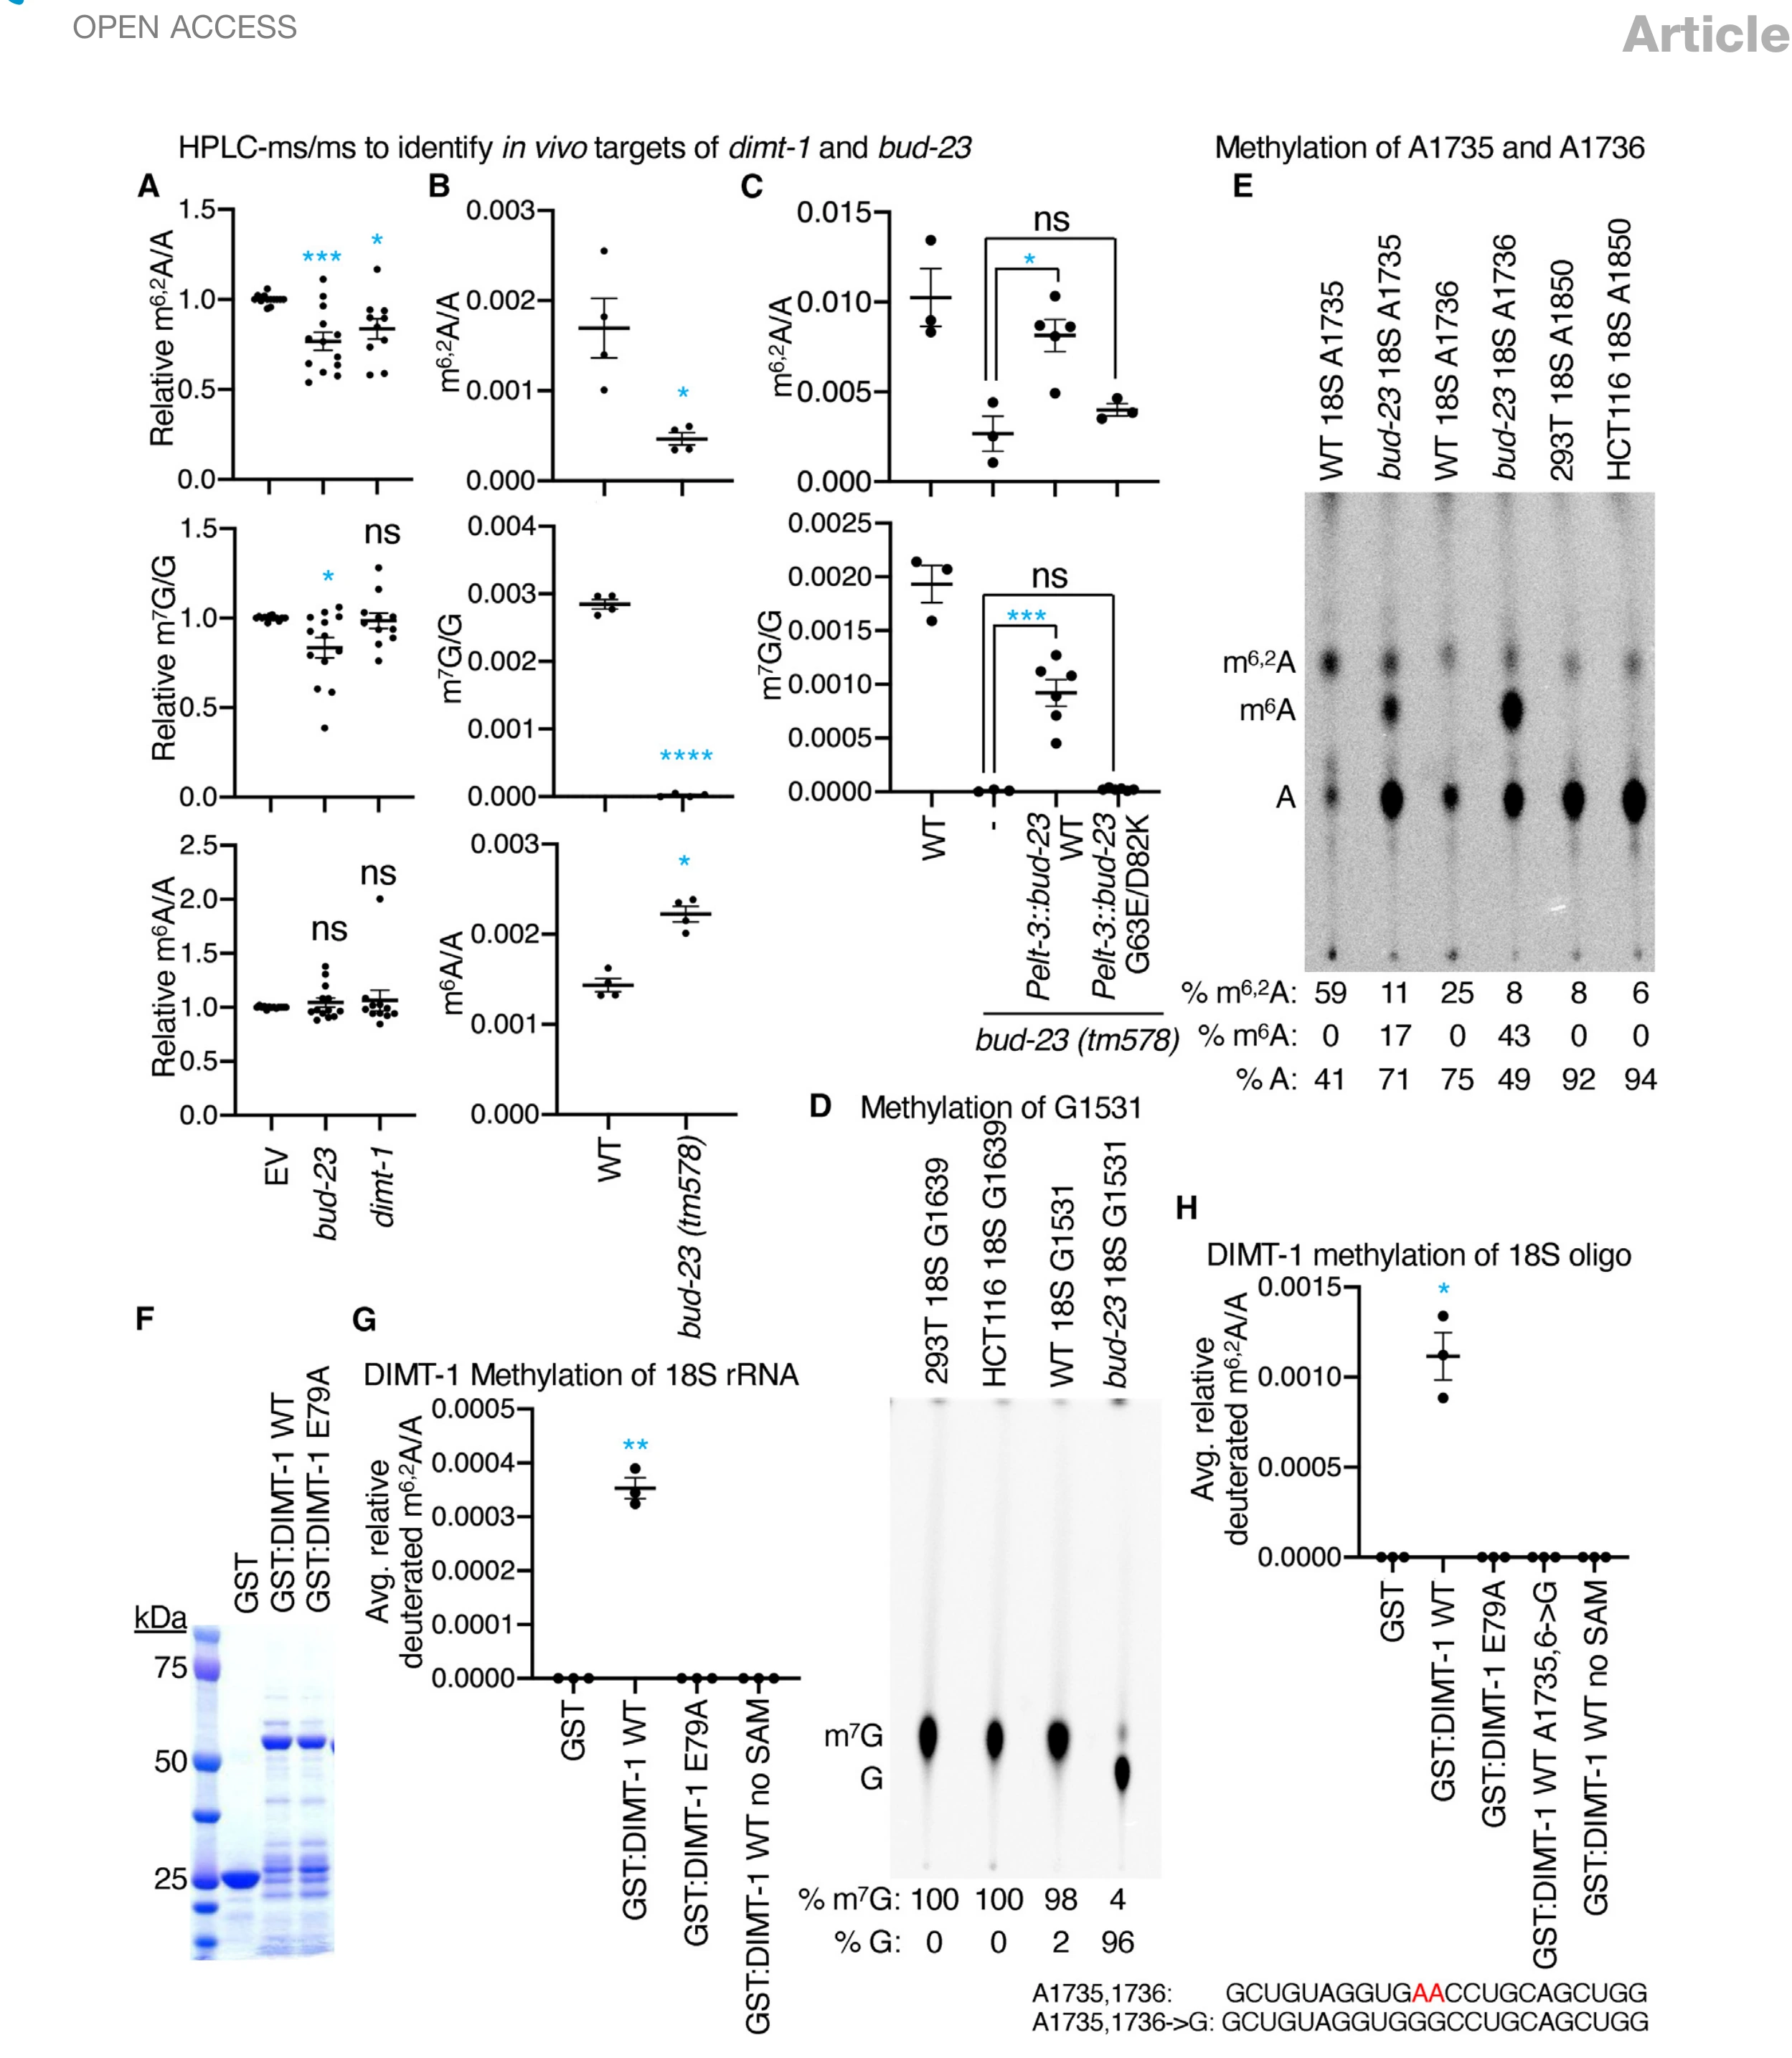 OPEN ACCESS
Article
HPLC-ms/ms to identify in vivo targets of dimt-1 and bud-23
Methylation of A1735 and A1736
A
1.5
1.0
0.5
0.0
Relative m6,2A/A
***
*
1.5
1.0
0.5
0.0
Relative m7G/G
*
ns
2.5
2.0
1.5
1.0
0.5
0.0
Relative m6A/A
ns
ns
EV
bud-23
dimt-1
B
0.003
0.002
0.001
0.000
m6,2A/A
*
0.004
0.003
0.002
0.001
0.000
m7G/G
****
0.003
0.002
0.001
0.000
m6A/A
*
WT
bud-23 (tm578)
C
0.015
0.010
0.005
0.000
m6,2A/A
ns
*
0.0025
0.0020
0.0015
0.0010
0.0005
0.0000
m7G/G
ns
***
WT
-
Pelt-3::bud-23
WT
Pelt-3::bud-23
G63E/D82K
bud-23 (tm578)
D
Methylation of G1531
293T 18S G1639
HCT116 18S G1639
WT 18S G1531
bud-23 18S G1531
m7G
G
% m7G: 100 100 98 4
% G: 0 0 2 96
E
WT 18S A1735
bud-23 18S A1735
WT 18S A1736
bud-23 18S A1736
293T 18S A1850
HCT116 18S A1850
m6,2A
m6A
A
% m6,2A: 59 11 25 8 8 6
% m6A: 0 17 0 43 0 0
% A: 41 71 75 49 92 94
F
GST
GST:DIMT-1 WT
GST:DIMT-1 E79A
kDa
75
50
25
G
DIMT-1 Methylation of 18S rRNA
0.0005
0.0004
0.0003
0.0002
0.0001
0.0000
Avg. relative
deuterated m6,2A/A
**
GST
GST:DIMT-1 WT
GST:DIMT-1 E79A
GST:DIMT-1 WT no SAM
H
DIMT-1 methylation of 18S oligo
0.0015
0.0010
0.0005
0.0000
Avg. relative
deuterated m6,2A/A
*
GST
GST:DIMT-1 WT
GST:DIMT-1 E79A
GST:DIMT-1 WT A1735,6->G
GST:DIMT-1 WT no SAM
A1735,1736: GCUGUAGGUGAACCUGCAGCUGG
A1735,1736->G: GCUGUAGGUGGGCCUGCAGCUGG